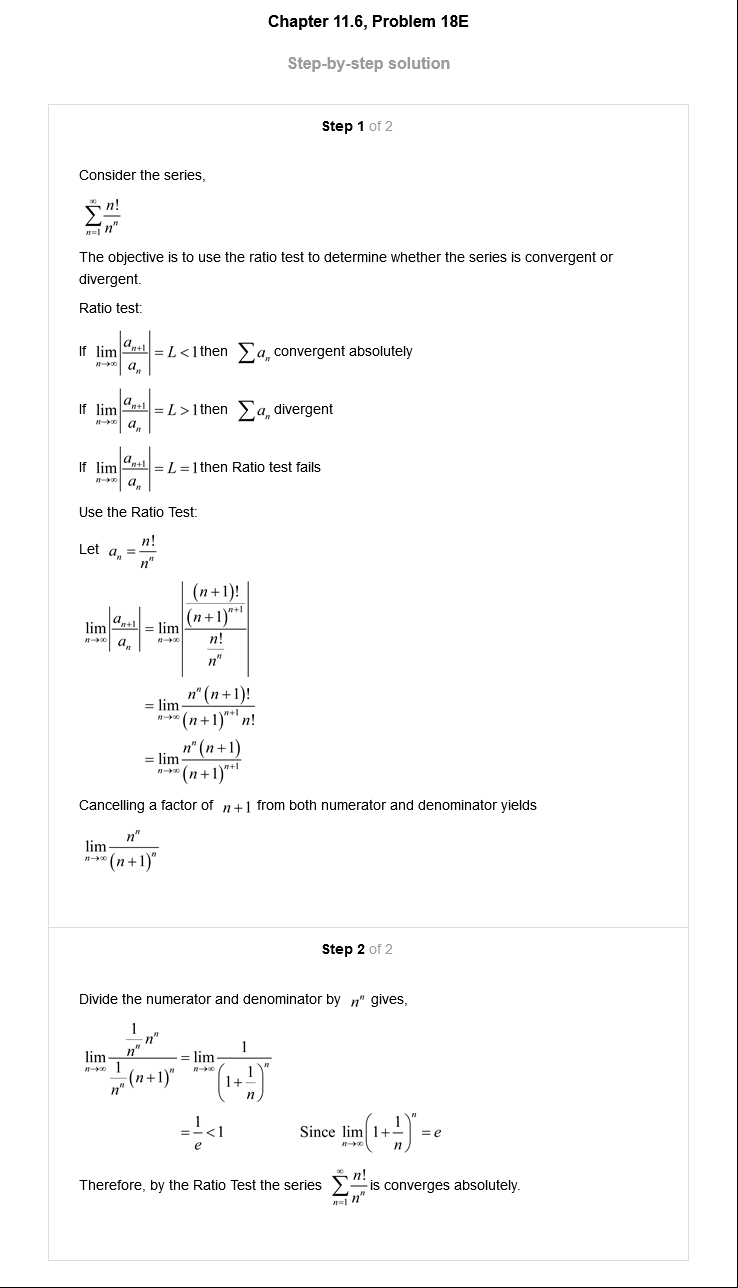 Chapter 11.6, Problem 18E
Step-by-step solution
Step 1 of 2
Consider the series,
$\sum_{n=1}^{\infty} \frac{n!}{n^n}$
The objective is to use the ratio test to determine whether the series is convergent or
divergent.
Ratio test:
If $\lim_{n\to\infty} \left|\frac{a_{n+1}}{a_n}\right| = L < 1$ then $\sum a_n$ convergent absolutely
If $\lim_{n\to\infty} \left|\frac{a_{n+1}}{a_n}\right| = L > 1$ then $\sum a_n$ divergent
If $\lim_{n\to\infty} \left|\frac{a_{n+1}}{a_n}\right| = L = 1$ then Ratio test fails
Use the Ratio Test:
Let $a_n = \frac{n!}{n^n}$
$\lim_{n\to\infty} \left|\frac{a_{n+1}}{a_n}\right| = \lim_{n\to\infty} \left|\frac{\frac{(n+1)!}{(n+1)^{n+1}}}{\frac{n!}{n^n}}\right|$
$= \lim_{n\to\infty} \frac{n^n (n+1)!}{(n+1)^{n+1} n!}$
$= \lim_{n\to\infty} \frac{n^n (n+1)}{(n+1)^{n+1}}$
Cancelling a factor of $n+1$ from both numerator and denominator yields
$\lim_{n\to\infty} \frac{n^n}{(n+1)^n}$
Step 2 of 2
Divide the numerator and denominator by $n^n$ gives,
$\lim_{n\to\infty} \frac{\frac{1}{n^n} n^n}{\frac{1}{n^n} (n+1)^n} = \lim_{n\to\infty} \frac{1}{\left(1+\frac{1}{n}\right)^n}$
$= \frac{1}{e} < 1$ Since $\lim_{n\to\infty} \left(1+\frac{1}{n}\right)^n = e$
Therefore, by the Ratio Test the series $\sum_{n=1}^{\infty} \frac{n!}{n^n}$ is converges absolutely.